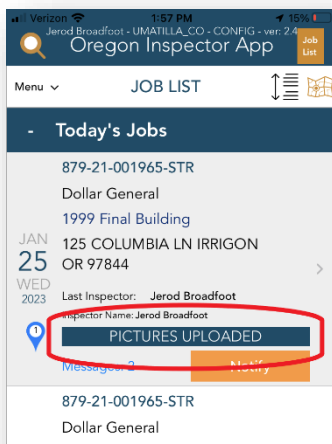 Verizon 1:57 PM 15%
Jerod Broadfoot - UMATILLA_CO - CONFIG - ver: 2.4
Oregon Inspector App
Job
List
Menu JOB LIST
- Today's Jobs
879-21-001965-STR
Dollar General
1999 Final Building
JAN
25
WED
2023
125 COLUMBIA LN IRRIGON
OR 97844
Last Inspector: Jerod Broadfoot
Inspector Name: Jerod Broadfoot
1
PICTURES UPLOADED
Messages: 2 Notify
879-21-001965-STR
Dollar General